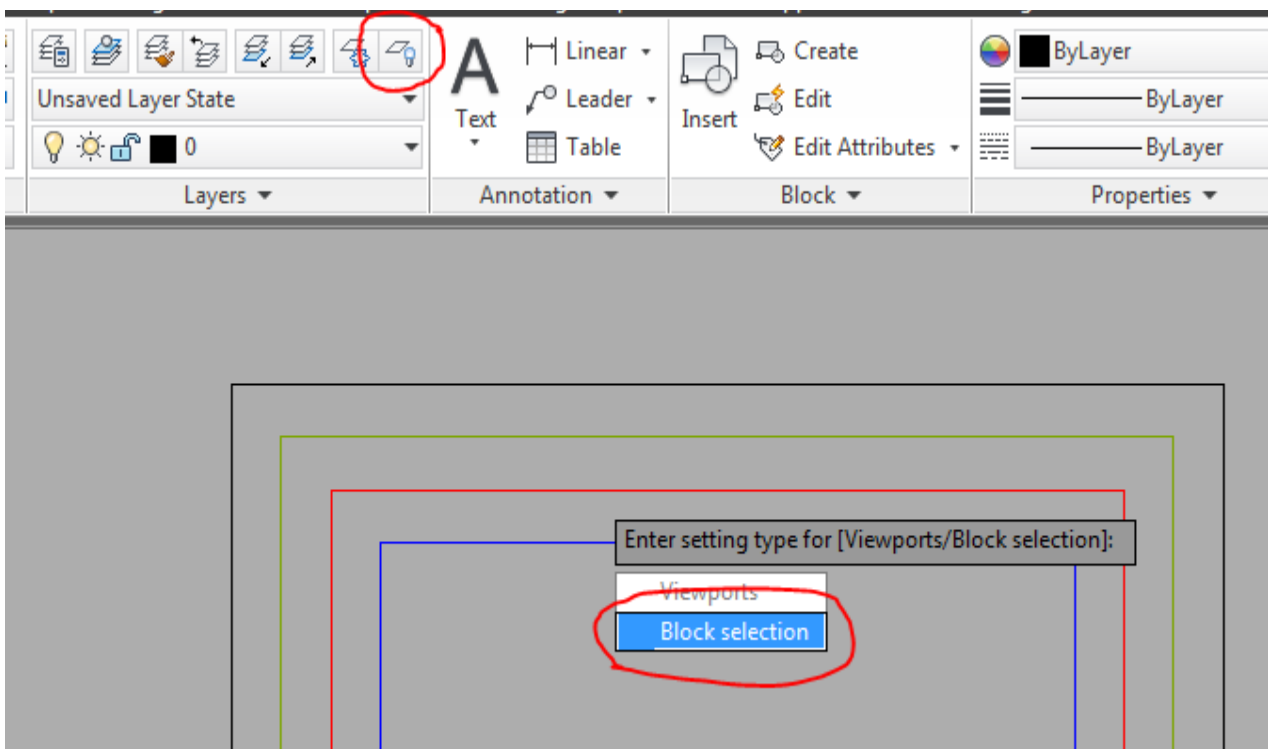 Linear
Create
ByLayer
Unsaved Layer State
A
Text
Leader
Insert
Edit
ByLayer
0
Table
Edit Attributes
ByLayer
Layers
Annotation
Block
Properties
Enter setting type for [Viewports/Block selection]:
Viewports
Block selection